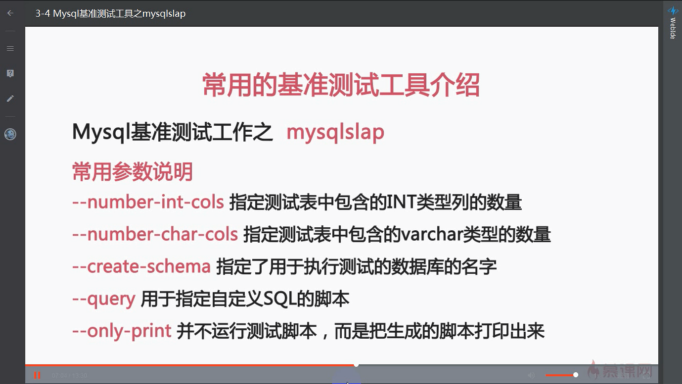 3-4 Mysql基准测试工具之mysqlslap
Webide
常用的基准测试工具介绍
Mysql基准测试工作之 mysqlslap
常用参数说明
--number-int-cols 指定测试表中包含的INT类型列的数量
--number-char-cols 指定测试表中包含的varchar类型的数量
--create-schema 指定了用于执行测试的数据库的名字
--query 用于指定自定义SQL的脚本
--only-print 并不运行测试脚本，而是把生成的脚本打印出来